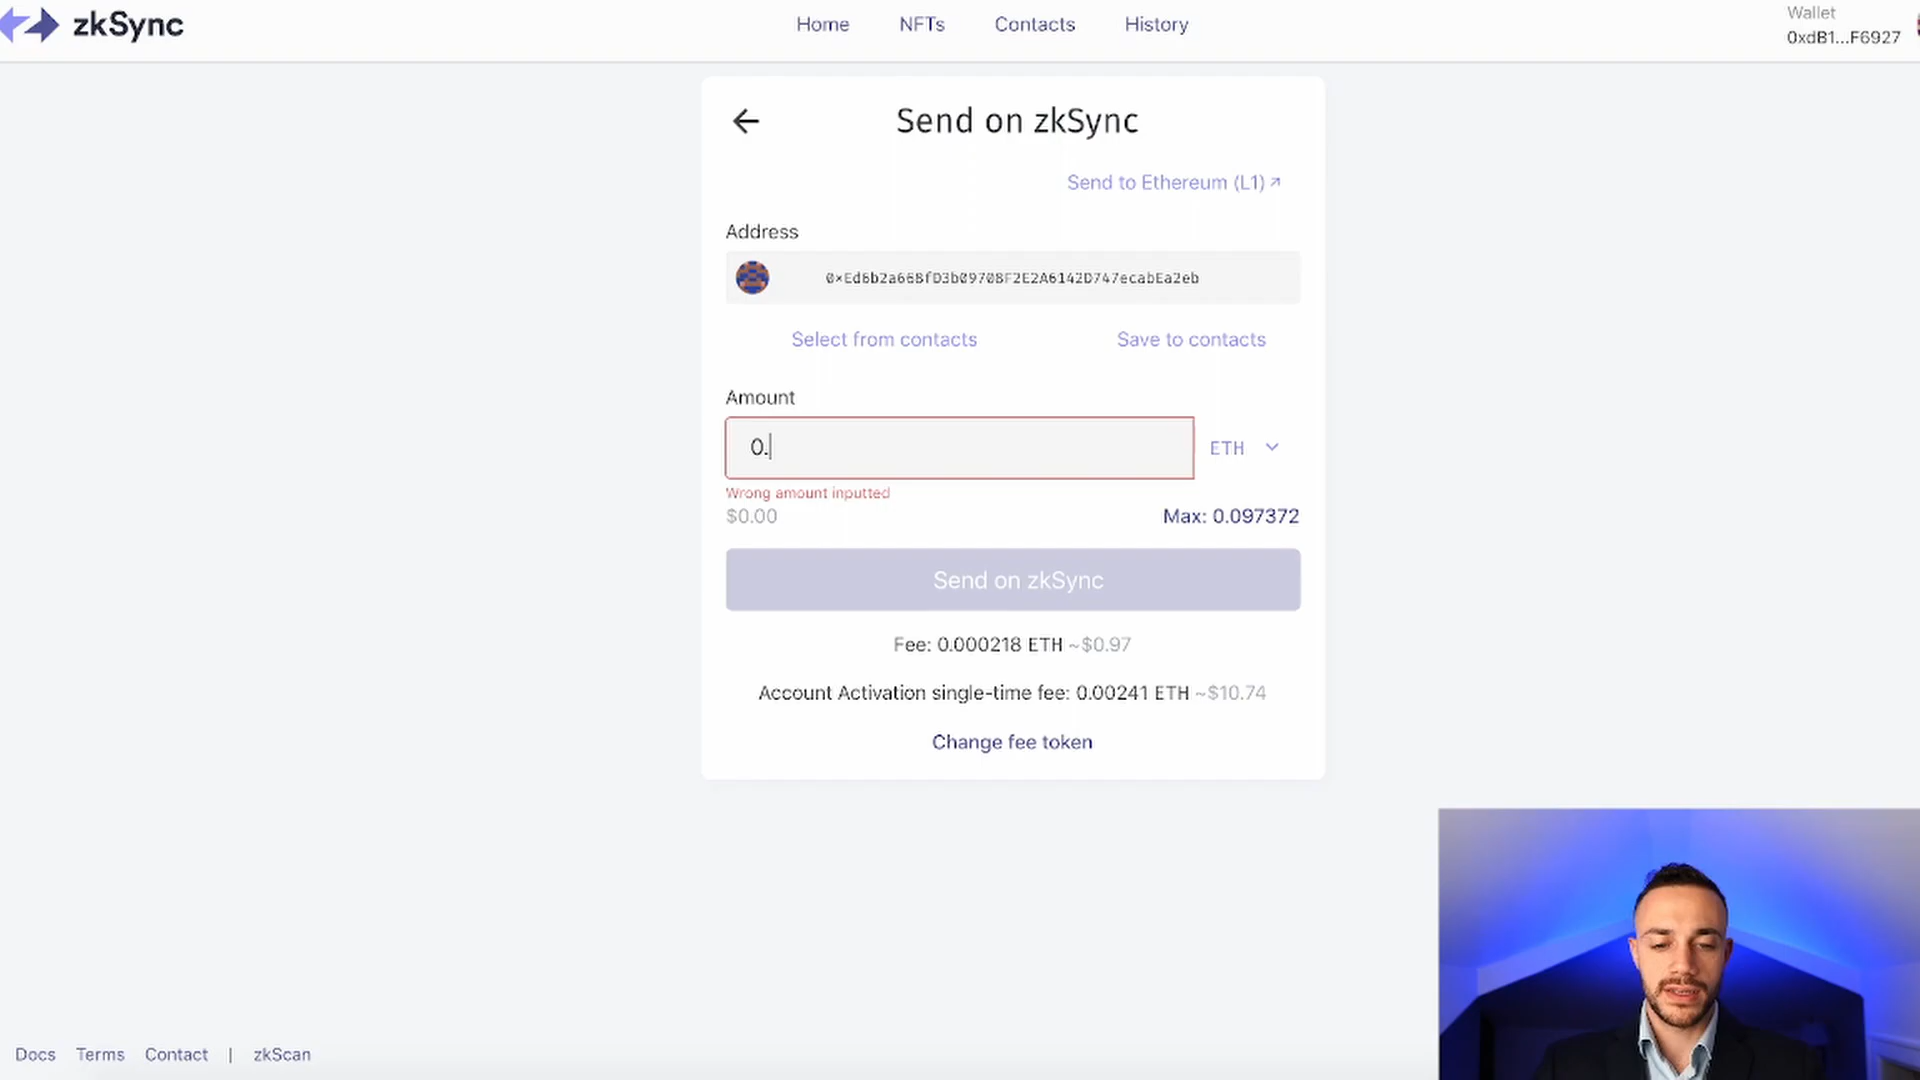 zkSync
Home NFTs Contacts History
Wallet
0xdB1...F6927
Send on zkSync
Send to Ethereum (L1)
Address
0xEd6b2a668fD3b09708F2E2A6142D747ecabEa2eb
Select from contacts Save to contacts
Amount
0.
ETH
Wrong amount inputted
$0.00 Max: 0.097372
Send on zkSync
Fee: 0.000218 ETH ~$0.97
Account Activation single-time fee: 0.00241 ETH ~$10.74
Change fee token
Docs Terms Contact | zkScan